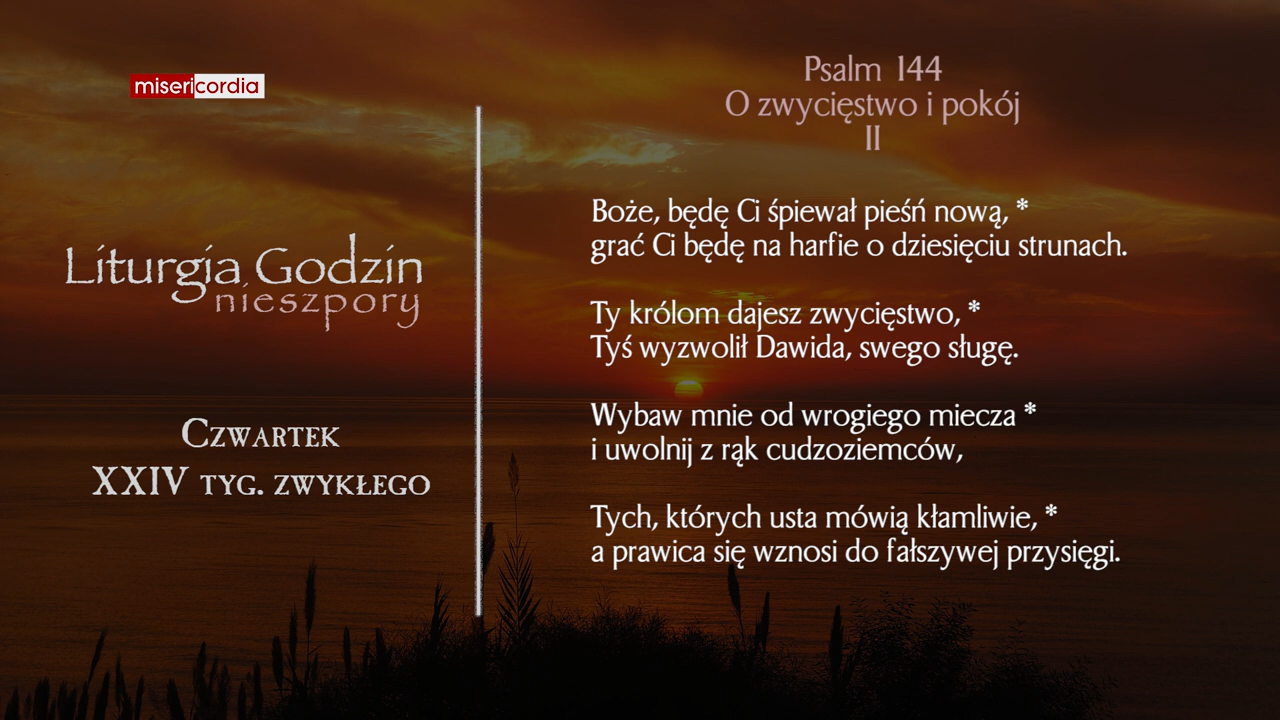 misericordia
Liturgia Godzin
nieszpory
Czwartek
XXIV tyg. zwykłego
Psalm 144
O zwycięstwo i pokój
II
Boże, będę Ci śpiewał pieśń nową, *
grać Ci będę na harfie o dziesięciu strunach.
Ty królom dajesz zwycięstwo, *
Tyś wyzwolił Dawida, swego sługę.
Wybaw mnie od wrogiego miecza *
i uwolnij z rąk cudzoziemców,
Tych, których usta mówią kłamliwie, *
a prawica się wznosi do fałszywej przysięgi.